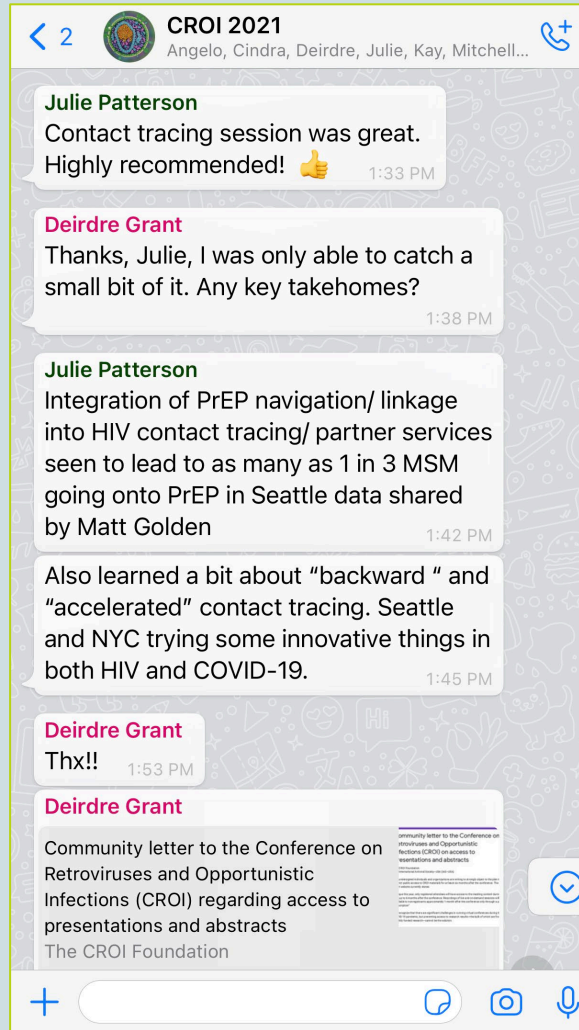 2
CROI 2021
Angelo, Cindra, Deirdre, Julie, Kay, Mitchell...
Julie Patterson
Contact tracing session was great.
Highly recommended! 👍
1:33 PM
Deirdre Grant
Thanks, Julie, I was only able to catch a
small bit of it. Any key takehomes?
1:38 PM
Julie Patterson
Integration of PrEP navigation/ linkage
into HIV contact tracing/ partner services
seen to lead to as many as 1 in 3 MSM
going onto PrEP in Seattle data shared
by Matt Golden
1:42 PM
Also learned a bit about “backward “ and
“accelerated” contact tracing. Seattle
and NYC trying some innovative things in
both HIV and COVID-19.
1:45 PM
Deirdre Grant
Thx!!
1:53 PM
Deirdre Grant
Community letter to the Conference on
Retroviruses and Opportunistic
Infections (CROI) regarding access to
presentations and abstracts
The CROI Foundation
ommunity letter to the Conference on
etroviruses and Opportunistic
fections (CROI) on access to
esentations and abstracts